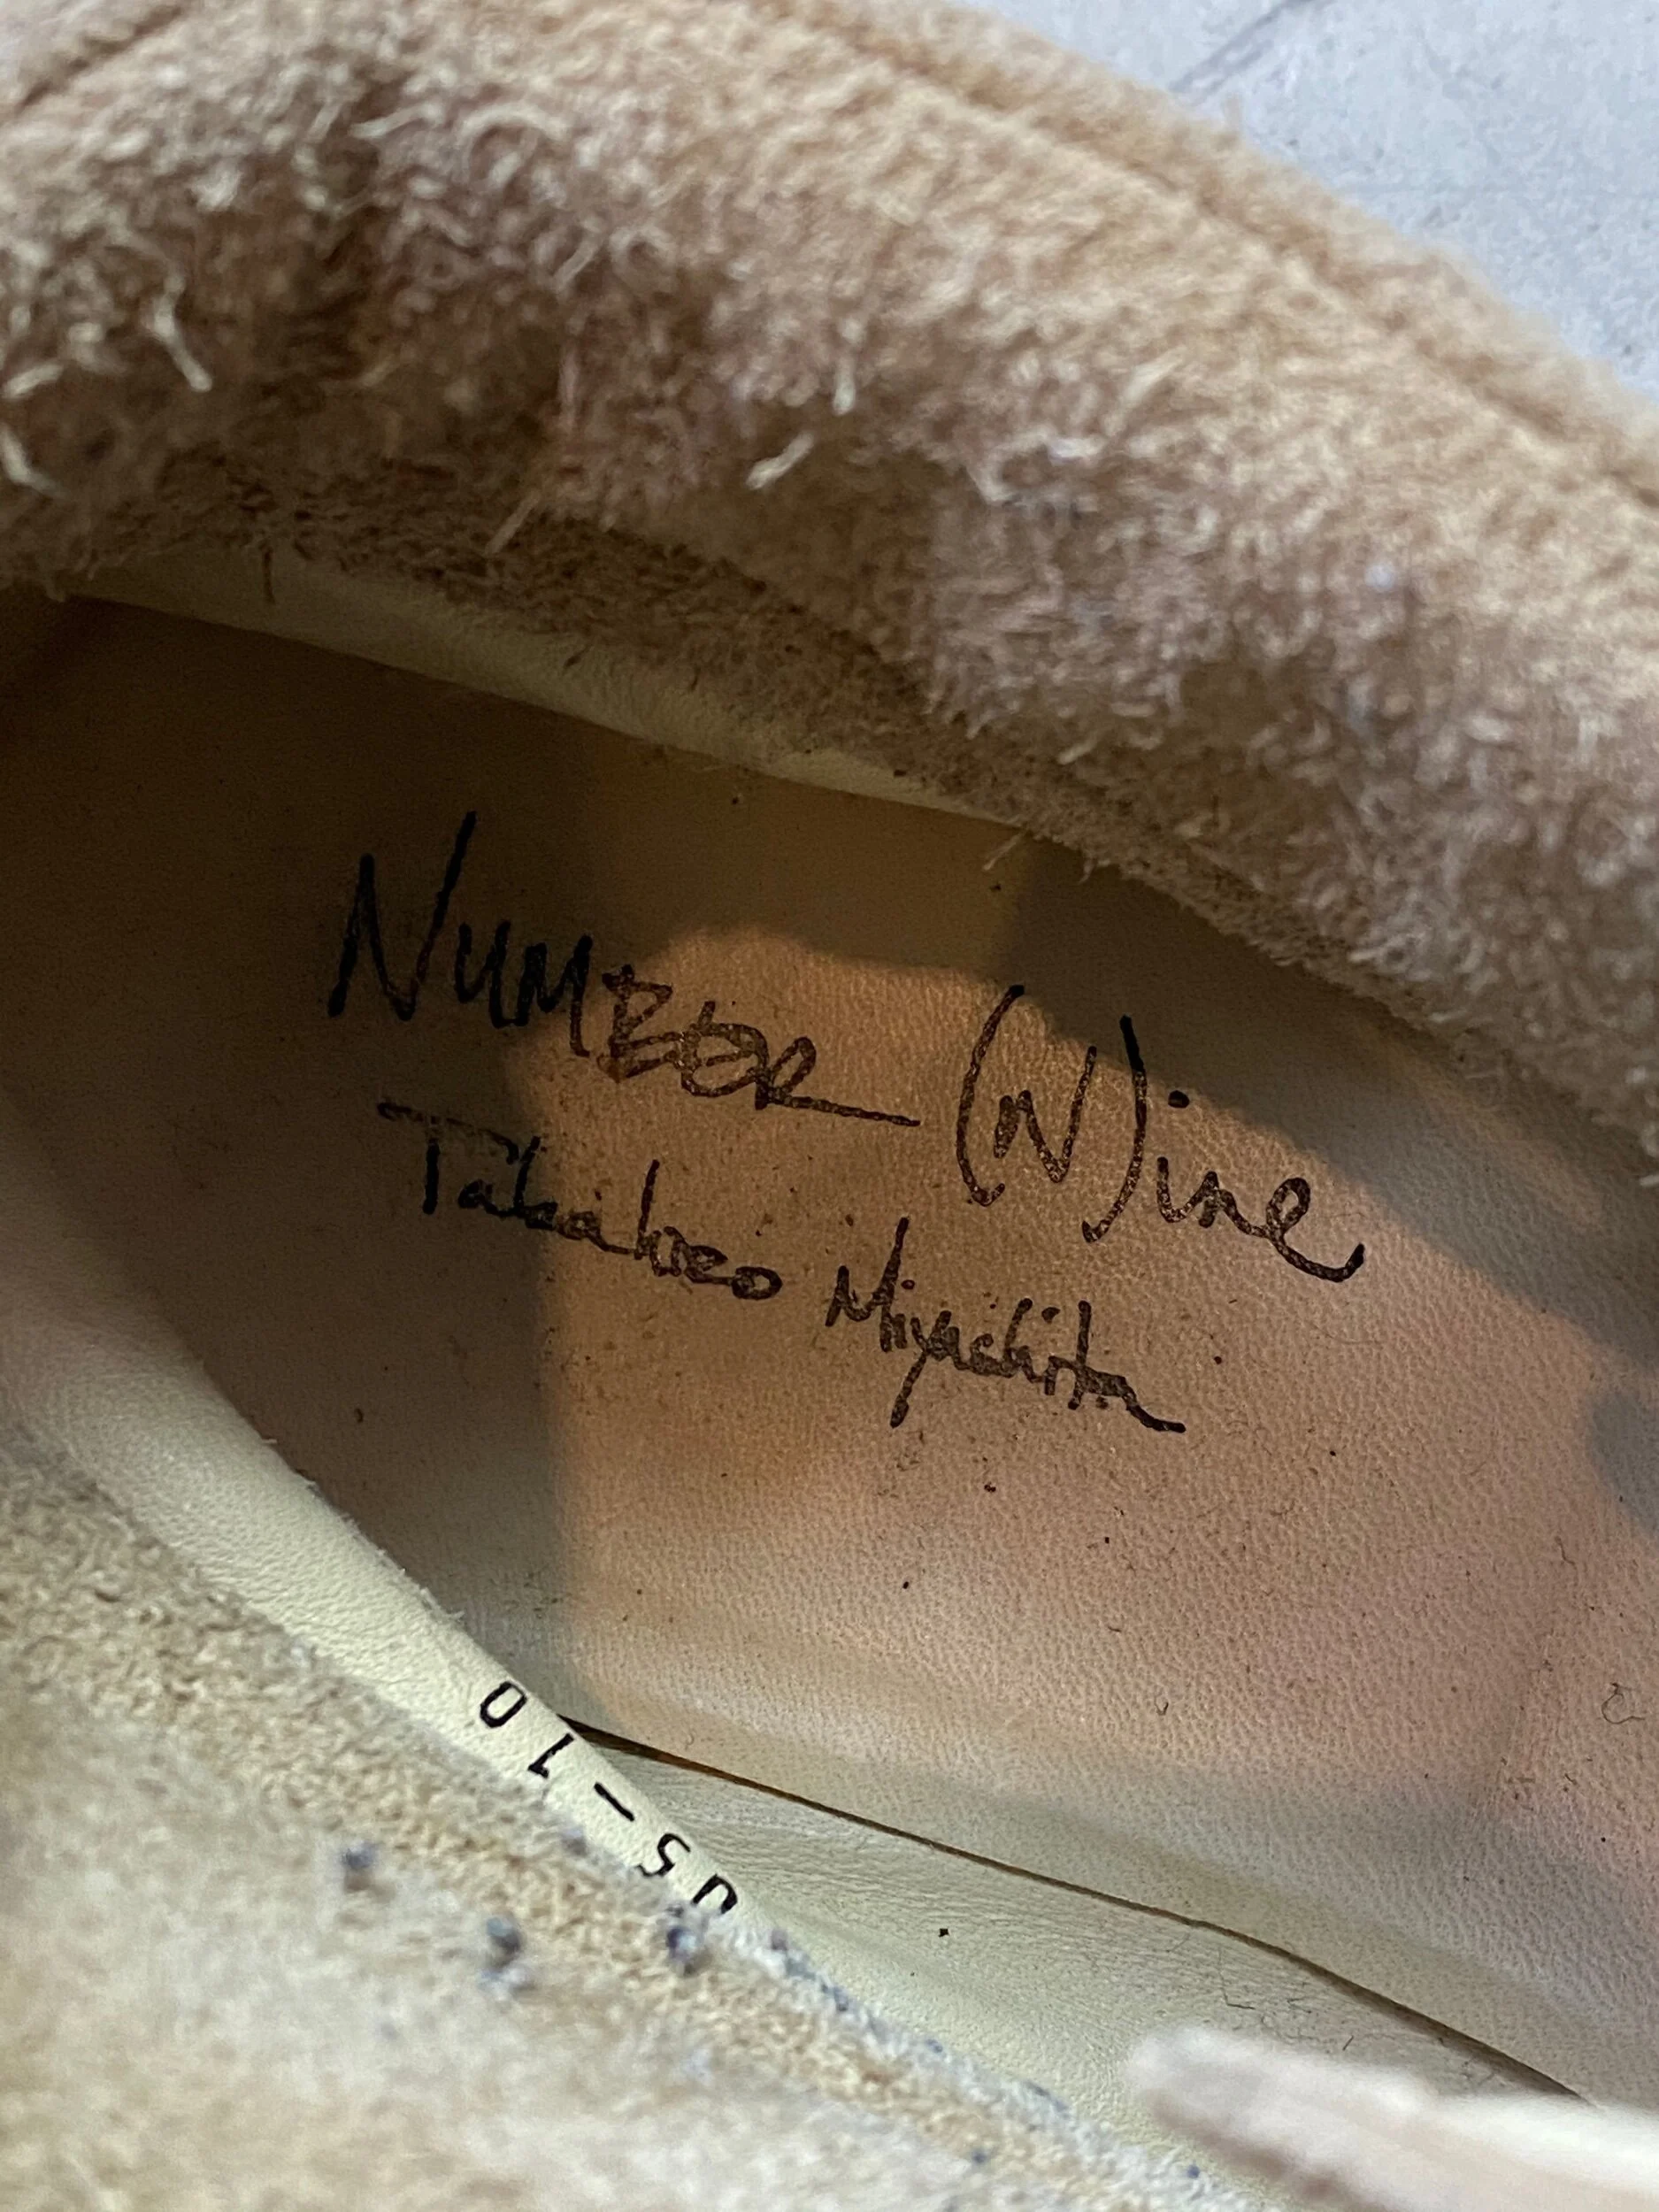 NUMBER (N)ine
Takahiro Miyashita
US-10